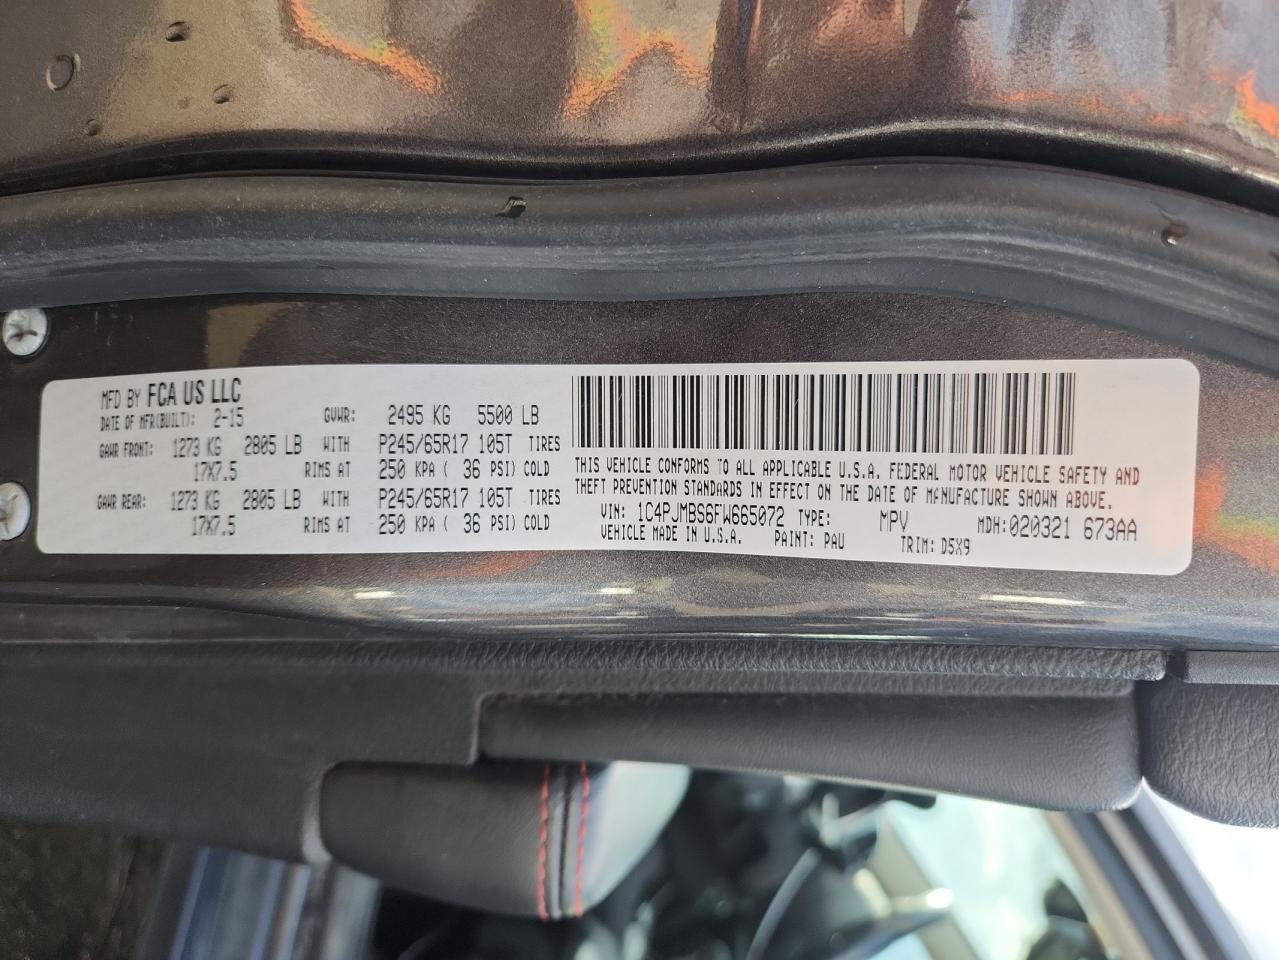 MFD BY FCA US LLC
DATE OF MFR(BUILT): 2-15 GVWR: 2495 KG 5500 LB
GAWR FRONT: 1273 KG 2805 LB WITH P245/65R17 105T TIRES
17X7.5 RIMS AT 250 KPA ( 36 PSI) COLD
GAWR REAR: 1273 KG 2805 LB WITH P245/65R17 105T TIRES
17X7.5 RIMS AT 250 KPA ( 36 PSI) COLD
THIS VEHICLE CONFORMS TO ALL APPLICABLE U.S.A. FEDERAL MOTOR VEHICLE SAFETY AND
THEFT PREVENTION STANDARDS IN EFFECT ON THE DATE OF MANUFACTURE SHOWN ABOVE.
VIN: 1C4PJMBS6FW665072 TYPE: MPV MDH:020321 673AA
VEHICLE MADE IN U.S.A. PAINT: PAU TRIM: D5X9